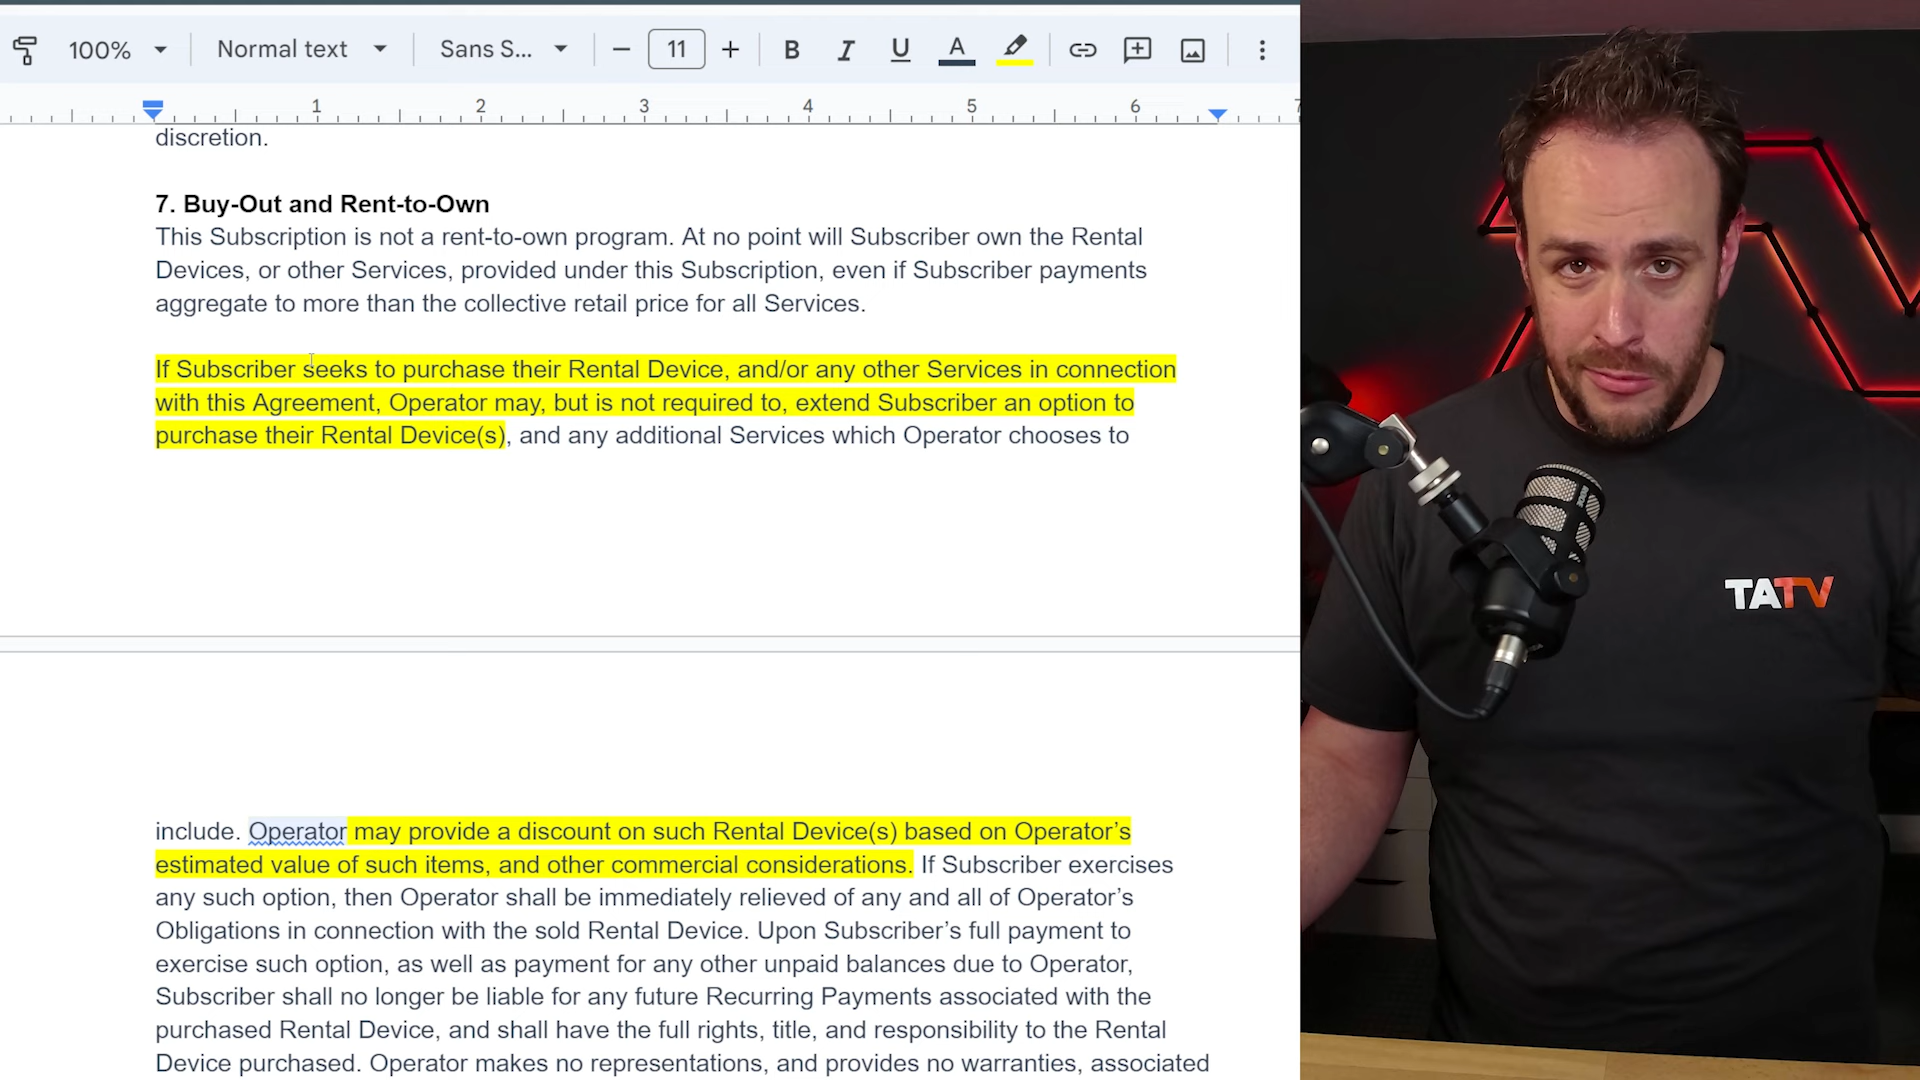 100%
Normal text
Sans S...
11
B
I
U
A
1
2
3
4
5
6
7
discretion.
7. Buy-Out and Rent-to-Own
This Subscription is not a rent-to-own program. At no point will Subscriber own the Rental
Devices, or other Services, provided under this Subscription, even if Subscriber payments
aggregate to more than the collective retail price for all Services.
If Subscriber seeks to purchase their Rental Device, and/or any other Services in connection
with this Agreement, Operator may, but is not required to, extend Subscriber an option to
purchase their Rental Device(s), and any additional Services which Operator chooses to
include. Operator may provide a discount on such Rental Device(s) based on Operator’s
estimated value of such items, and other commercial considerations. If Subscriber exercises
any such option, then Operator shall be immediately relieved of any and all of Operator’s
Obligations in connection with the sold Rental Device. Upon Subscriber’s full payment to
exercise such option, as well as payment for any other unpaid balances due to Operator,
Subscriber shall no longer be liable for any future Recurring Payments associated with the
purchased Rental Device, and shall have the full rights, title, and responsibility to the Rental
Device purchased. Operator makes no representations, and provides no warranties, associated
TATV